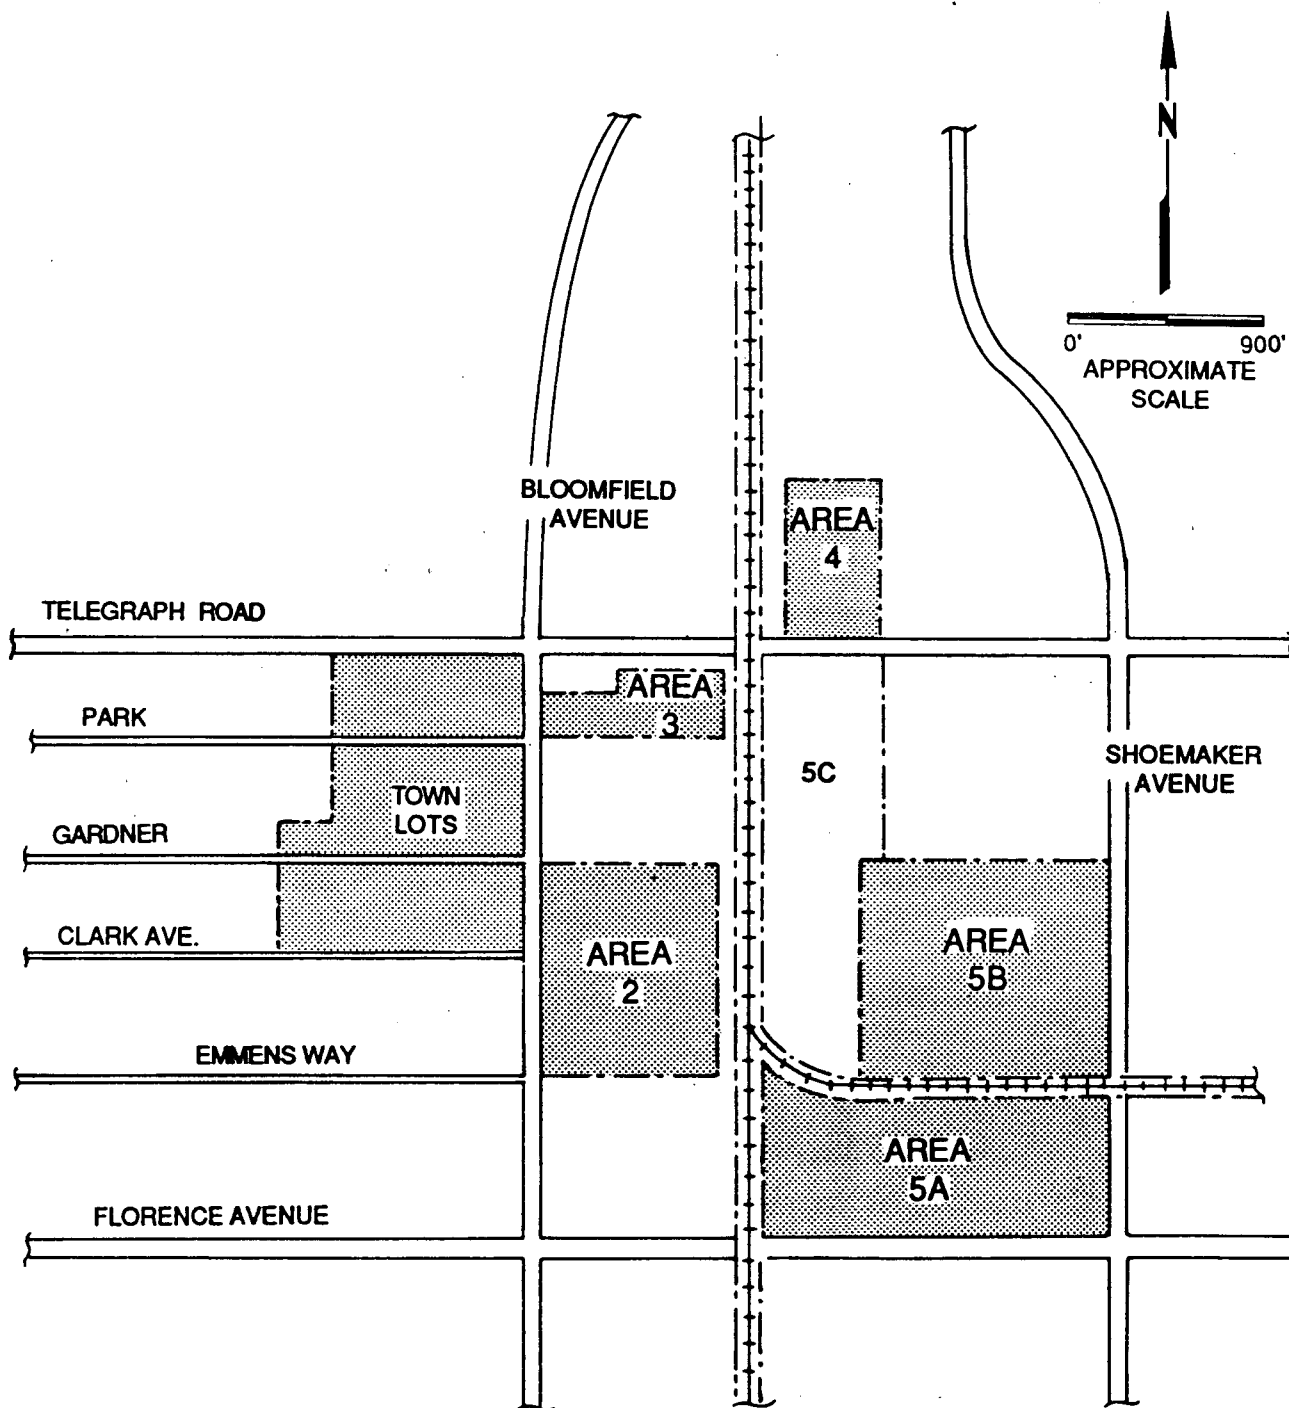 N
0' 900'
APPROXIMATE
SCALE
BLOOMFIELD
AVENUE
AREA
4
TELEGRAPH ROAD
AREA
3
PARK
5C
SHOEMAKER
AVENUE
TOWN
LOTS
GARDNER
CLARK AVE.
AREA
2
AREA
5B
EMMENS WAY
AREA
5A
FLORENCE AVENUE